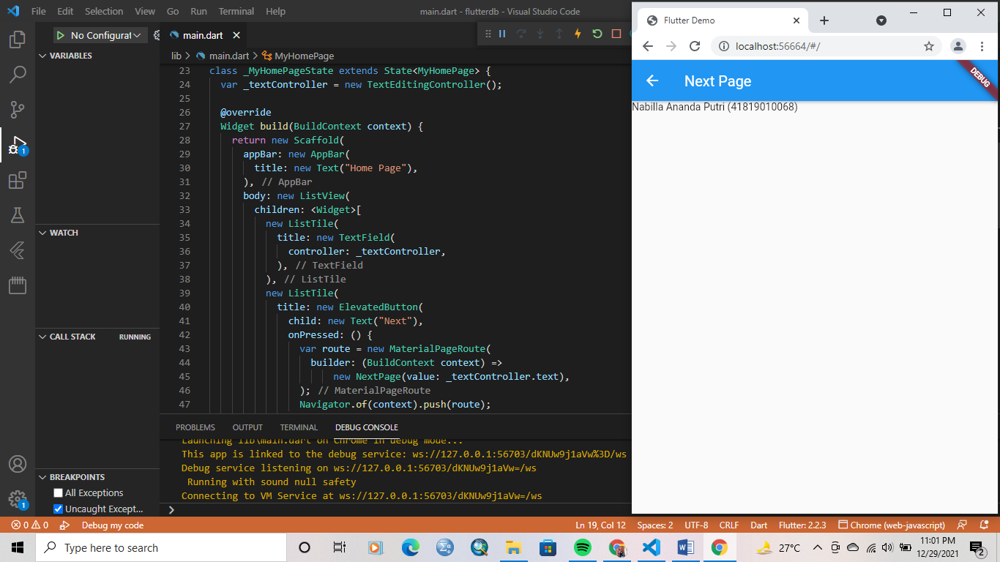 File Edit Selection View Go Run Terminal Help
main.dart - flutterdb - Visual Studio Code
No Configurat
VARIABLES
WATCH
CALL STACK RUNNING
BREAKPOINTS
All Exceptions
Uncaught Except...
1
1
main.dart
lib > main.dart > MyHomePage
23 class _MyHomePageState extends State<MyHomePage> {
24 var _textController = new TextEditingController();
25
26 @override
27 Widget build(BuildContext context) {
28 return new Scaffold(
29 appBar: new AppBar(
30 title: new Text("Home Page"),
31 ), // AppBar
32 body: new ListView(
33 children: <Widget>[
34 new ListTile(
35 title: new TextField(
36 controller: _textController,
37 ), // TextField
38 ), // ListTile
39 new ListTile(
40 title: new ElevatedButton(
41 child: new Text("Next"),
42 onPressed: () {
43 var route = new MaterialPageRoute(
44 builder: (BuildContext context) =>
45 new NextPage(value: _textController.text),
46 ); // MaterialPageRoute
47 Navigator.of(context).push(route);
PROBLEMS OUTPUT TERMINAL DEBUG CONSOLE
Launching lib\main.dart on Chrome in debug mode...
This app is linked to the debug service: ws://127.0.0.1:56703/dKNUw9j1aVw%3D/ws
Debug service listening on ws://127.0.0.1:56703/dKNUw9j1aVw=/ws
Running with sound null safety
Connecting to VM Service at ws://127.0.0.1:56703/dKNUw9j1aVw=/ws
>
Flutter Demo
localhost:56664/#/
Next Page
DEBUG
Nabilla Ananda Putri (41819010068)
0 0 Debug my code
Ln 19, Col 12 Spaces: 2 UTF-8 CRLF Dart Flutter: 2.2.3 Chrome (web-javascript)
Type here to search
27°C
11:01 PM
12/29/2021
2